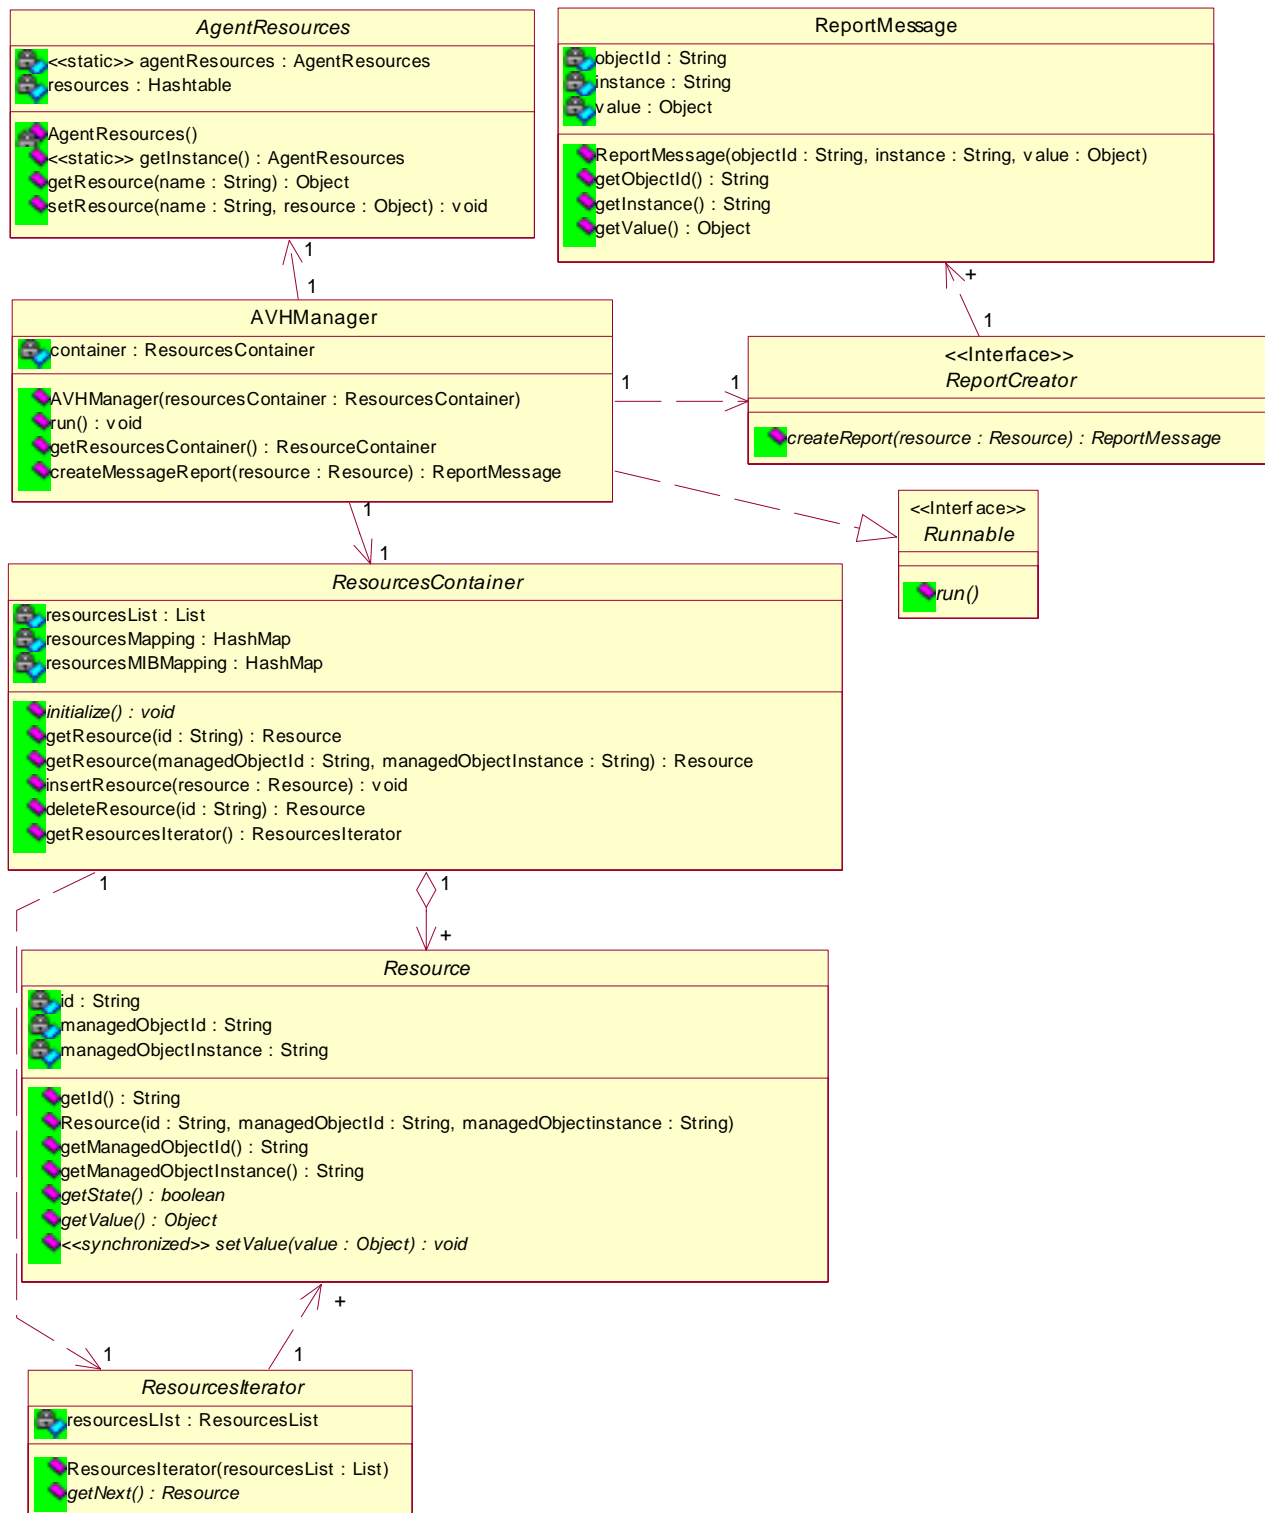 AgentResources
<<static>> agentResources : AgentResources
resources : Hashtable
AgentResources()
<<static>> getInstance() : AgentResources
getResource(name : String) : Object
setResource(name : String, resource : Object) : void
ReportMessage
objectId : String
instance : String
value : Object
ReportMessage(objectId : String, instance : String, value : Object)
getObjectId() : String
getInstance() : String
getValue() : Object
1
1
+
1
AVHManager
container : ResourcesContainer
AVHManager(resourcesContainer : ResourcesContainer)
run() : void
getResourcesContainer() : ResourceContainer
createMessageReport(resource : Resource) : ReportMessage
1
1
<<Interface>>
ReportCreator
createReport(resource : Resource) : ReportMessage
<<Interface>>
Runnable
run()
1
1
ResourcesContainer
resourcesList : List
resourcesMapping : HashMap
resourcesMIBMapping : HashMap
initialize() : void
getResource(id : String) : Resource
getResource(managedObjectId : String, managedObjectInstance : String) : Resource
insertResource(resource : Resource) : void
deleteResource(id : String) : Resource
getResourcesIterator() : ResourcesIterator
1
1
+
Resource
id : String
managedObjectId : String
managedObjectInstance : String
getId() : String
Resource(id : String, managedObjectId : String, managedObjectinstance : String)
getManagedObjectId() : String
getManagedObjectInstance() : String
getState() : boolean
getValue() : Object
<<synchronized>> setValue(value : Object) : void
+
1
1
ResourcesIterator
resourcesLIst : ResourcesList
ResourcesIterator(resourcesList : List)
getNext() : Resource